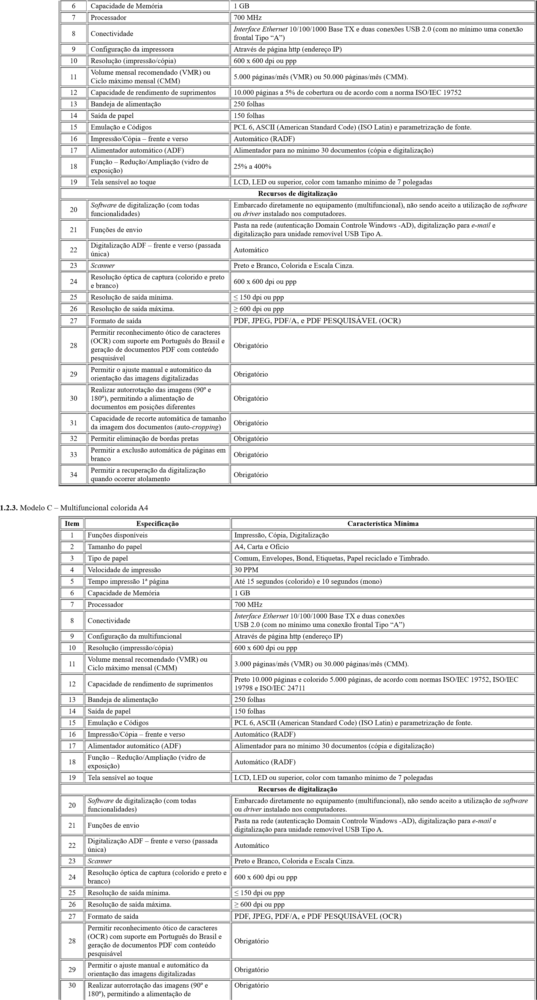 6 Capacidade de Memória 1 GB
7 Processador 700 MHz
8 Conectividade Interface Ethernet 10/100/1000 Base TX e duas conexões USB 2.0 (com no mínimo uma conexão
frontal Tipo “A”)
9 Configuração da impressora Através de página http (endereço IP)
10 Resolução (impressão/cópia) 600 x 600 dpi ou ppp
11 Volume mensal recomendado (VMR) ou
Ciclo máximo mensal (CMM) 5.000 páginas/mês (VMR) ou 50.000 páginas/mês (CMM).
12 Capacidade de rendimento de suprimentos 10.000 páginas a 5% de cobertura ou de acordo com a norma ISO/IEC 19752
13 Bandeja de alimentação 250 folhas
14 Saída de papel 150 folhas
15 Emulação e Códigos PCL 6, ASCII (American Standard Code) (ISO Latin) e parametrização de fonte.
16 Impressão/Cópia – frente e verso Automático (RADF)
17 Alimentador automático (ADF) Alimentador para no mínimo 30 documentos (cópia e digitalização)
18 Função – Redução/Ampliação (vidro de
exposição) 25% a 400%
19 Tela sensível ao toque LCD, LED ou superior, color com tamanho mínimo de 7 polegadas
Recursos de digitalização
20 Software de digitalização (com todas
funcionalidades) Embarcado diretamente no equipamento (multifuncional), não sendo aceito a utilização de software
ou driver instalado nos computadores.
21 Funções de envio Pasta na rede (autenticação Domain Controle Windows -AD), digitalização para e-mail e
digitalização para unidade removível USB Tipo A.
22 Digitalização ADF – frente e verso (passada
única) Automático
23 Scanner Preto e Branco, Colorida e Escala Cinza.
24 Resolução óptica de captura (colorido e preto
e branco) 600 x 600 dpi ou ppp
25 Resolução de saída mínima. ≤ 150 dpi ou ppp
26 Resolução de saída máxima. ≥ 600 dpi ou ppp
27 Formato de saída PDF, JPEG, PDF/A, e PDF PESQUISÁVEL (OCR)
28 Permitir reconhecimento ótico de caracteres
(OCR) com suporte em Português do Brasil e
geração de documentos PDF com conteúdo
pesquisável Obrigatório
29 Permitir o ajuste manual e automático da
orientação das imagens digitalizadas Obrigatório
30 Realizar autorrotação das imagens (90º e
180º), permitindo a alimentação de
documentos em posições diferentes Obrigatório
31 Capacidade de recorte automática de tamanho
da imagem dos documentos (auto-cropping) Obrigatório
32 Permitir eliminação de bordas pretas Obrigatório
33 Permitir a exclusão automática de páginas em
branco Obrigatório
34 Permitir a recuperação da digitalização
quando ocorrer atolamento Obrigatório
1.2.3. Modelo C – Multifuncional colorida A4
Item Especificação Característica Mínima
1 Funções disponíveis Impressão, Cópia, Digitalização
2 Tamanho do papel A4, Carta e Ofício
3 Tipo de papel Comum, Envelopes, Bond, Etiquetas, Papel reciclado e Timbrado.
4 Velocidade de impressão 30 PPM
5 Tempo impressão 1ª página Até 15 segundos (colorido) e 10 segundos (mono)
6 Capacidade de Memória 1 GB
7 Processador 700 MHz
8 Conectividade Interface Ethernet 10/100/1000 Base TX e duas conexões
USB 2.0 (com no mínimo uma conexão frontal Tipo “A”)
9 Configuração da multifuncional Através de página http (endereço IP)
10 Resolução (impressão/cópia) 600 x 600 dpi ou ppp
11 Volume mensal recomendado (VMR) ou
Ciclo máximo mensal (CMM) 3.000 páginas/mês (VMR) ou 30.000 páginas/mês (CMM).
12 Capacidade de rendimento de suprimentos Preto 10.000 páginas e colorido 5.000 páginas, de acordo com normas ISO/IEC 19752, ISO/IEC
19798 e ISO/IEC 24711
13 Bandeja de alimentação 250 folhas
14 Saída de papel 150 folhas
15 Emulação e Códigos PCL 6, ASCII (American Standard Code) (ISO Latin) e parametrização de fonte.
16 Impressão/Cópia – frente e verso Automático (RADF)
17 Alimentador automático (ADF) Alimentador para no mínimo 30 documentos (cópia e digitalização)
18 Função – Redução/Ampliação (vidro de
exposição) Automático (RADF)
19 Tela sensível ao toque LCD, LED ou superior, color com tamanho mínimo de 7 polegadas
Recursos de digitalização
20 Software de digitalização (com todas
funcionalidades) Embarcado diretamente no equipamento (multifuncional), não sendo aceito a utilização de software
ou driver instalado nos computadores.
21 Funções de envio Pasta na rede (autenticação Domain Controle Windows -AD), digitalização para e-mail e
digitalização para unidade removível USB Tipo A.
22 Digitalização ADF – frente e verso (passada
única) Automático
23 Scanner Preto e Branco, Colorida e Escala Cinza.
24 Resolução óptica de captura (colorido e preto e
branco) 600 x 600 dpi ou ppp
25 Resolução de saída mínima. ≤ 150 dpi ou ppp
26 Resolução de saída máxima. ≥ 600 dpi ou ppp
27 Formato de saída PDF, JPEG, PDF/A, e PDF PESQUISÁVEL (OCR)
28 Permitir reconhecimento ótico de caracteres
(OCR) com suporte em Português do Brasil e
geração de documentos PDF com conteúdo
pesquisável Obrigatório
29 Permitir o ajuste manual e automático da
orientação das imagens digitalizadas Obrigatório
30 Realizar autorrotação das imagens (90º e
180º), permitindo a alimentação de Obrigatório